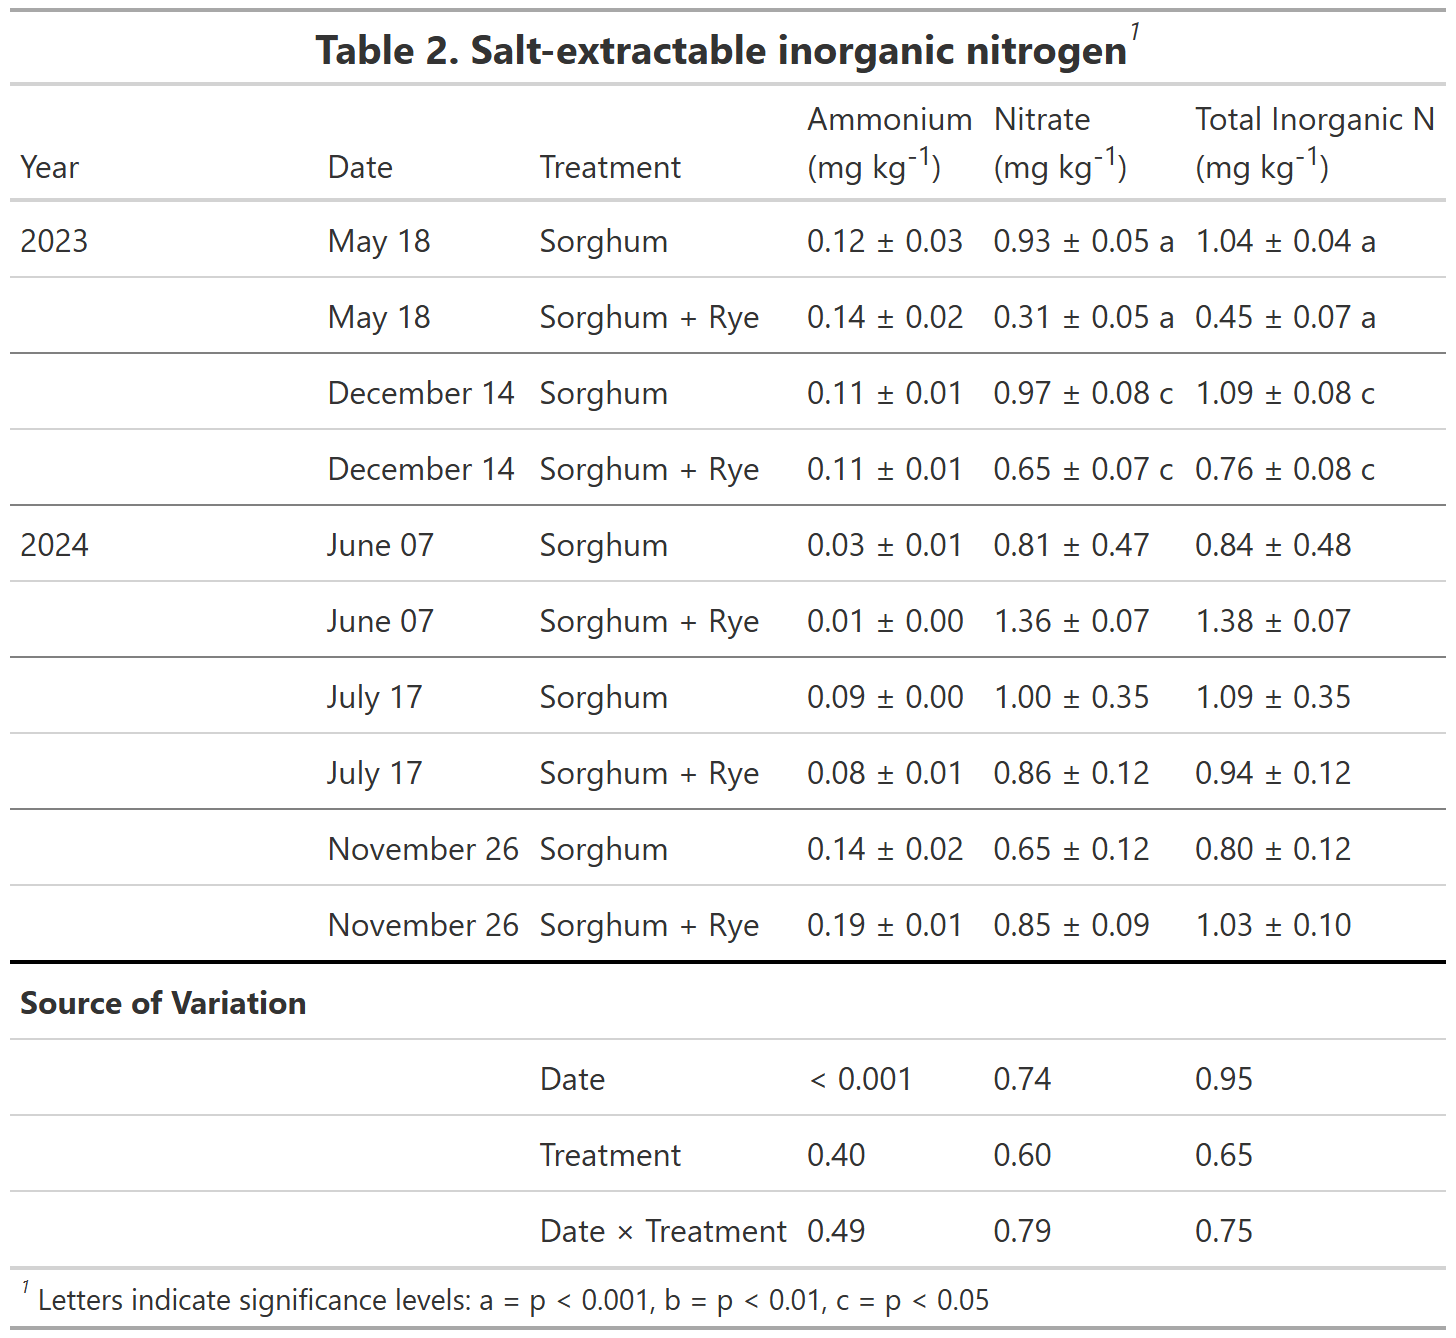 Table 2. Salt-extractable inorganic nitrogen1
Year Date Treatment Ammonium (mg kg-1) Nitrate (mg kg-1) Total Inorganic N (mg kg-1)
2023 May 18 Sorghum 0.12 ± 0.03 0.93 ± 0.05 a 1.04 ± 0.04 a
May 18 Sorghum + Rye 0.14 ± 0.02 0.31 ± 0.05 a 0.45 ± 0.07 a
December 14 Sorghum 0.11 ± 0.01 0.97 ± 0.08 c 1.09 ± 0.08 c
December 14 Sorghum + Rye 0.11 ± 0.01 0.65 ± 0.07 c 0.76 ± 0.08 c
2024 June 07 Sorghum 0.03 ± 0.01 0.81 ± 0.47 0.84 ± 0.48
June 07 Sorghum + Rye 0.01 ± 0.00 1.36 ± 0.07 1.38 ± 0.07
July 17 Sorghum 0.09 ± 0.00 1.00 ± 0.35 1.09 ± 0.35
July 17 Sorghum + Rye 0.08 ± 0.01 0.86 ± 0.12 0.94 ± 0.12
November 26 Sorghum 0.14 ± 0.02 0.65 ± 0.12 0.80 ± 0.12
November 26 Sorghum + Rye 0.19 ± 0.01 0.85 ± 0.09 1.03 ± 0.10
Source of Variation
Date < 0.001 0.74 0.95
Treatment 0.40 0.60 0.65
Date × Treatment 0.49 0.79 0.75
1 Letters indicate significance levels: a = p < 0.001, b = p < 0.01, c = p < 0.05